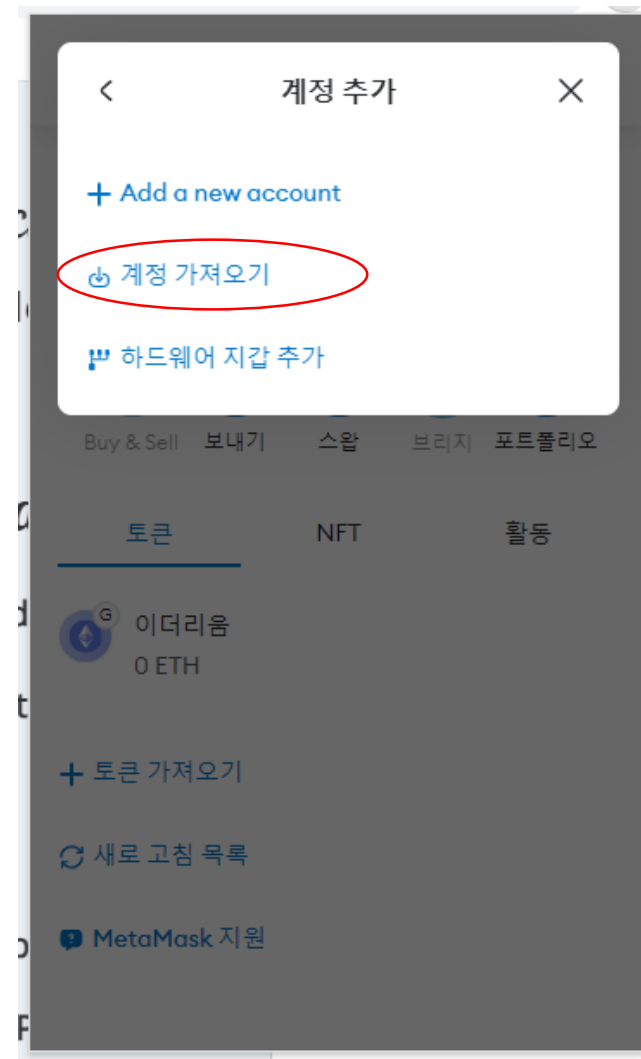 계정 추가
+ Add a new account
계정 가져오기
하드웨어 지갑 추가
Buy & Sell 보내기 스왑 브리지 포트폴리오
토큰 NFT 활동
G
이더리움
0 ETH
+ 토큰 가져오기
새로 고침 목록
MetaMask 지원